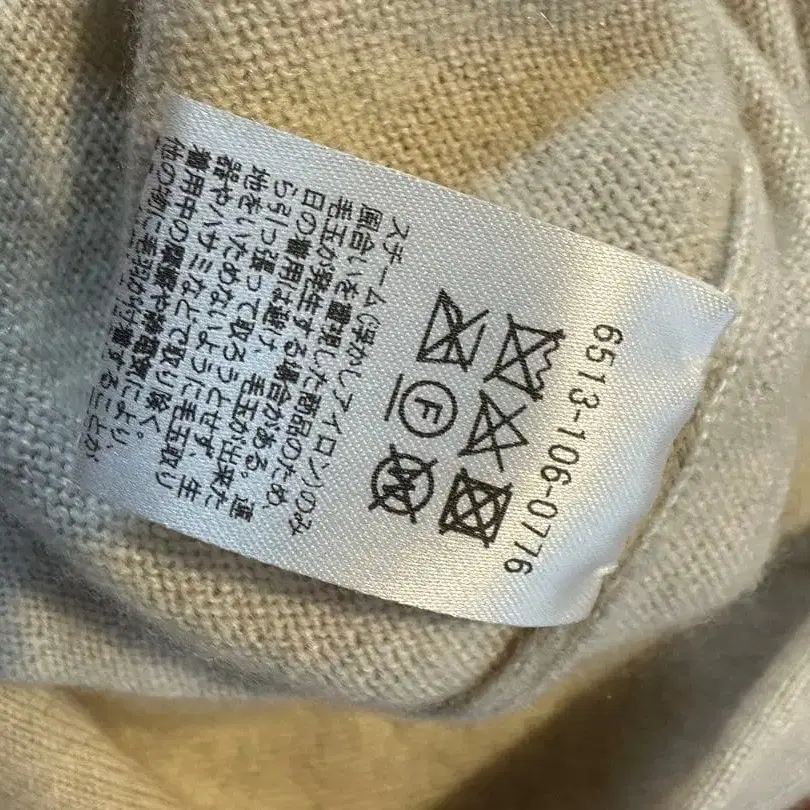 6513-106-0776
F
W
スチーム(浮かしアイロン)のみ
風合いを重視した商品のため、
毛玉が発生する場合がある。連
日の着用は避け、毛玉が出来た
ら引っ張って取ろうとせず、生
地をいためないように毛玉取り
器やハサミなどで取り除く。
着用中の摩擦や静電気により、
他の物に毛羽が付着することが